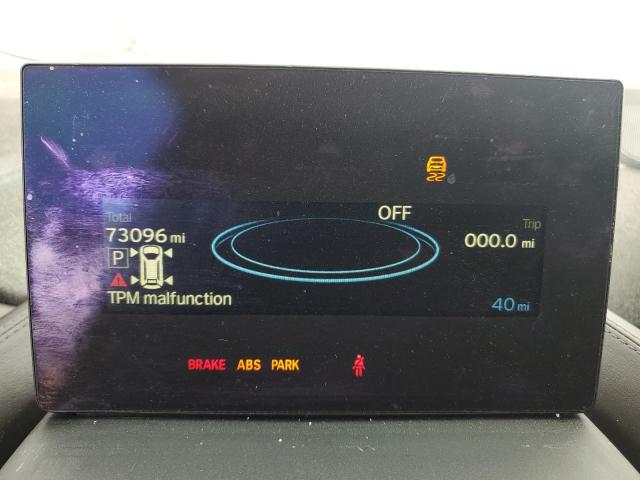 OFF
Total
Trip
73096 mi
000.0 mi
P
TPM malfunction
40 mi
BRAKE ABS PARK